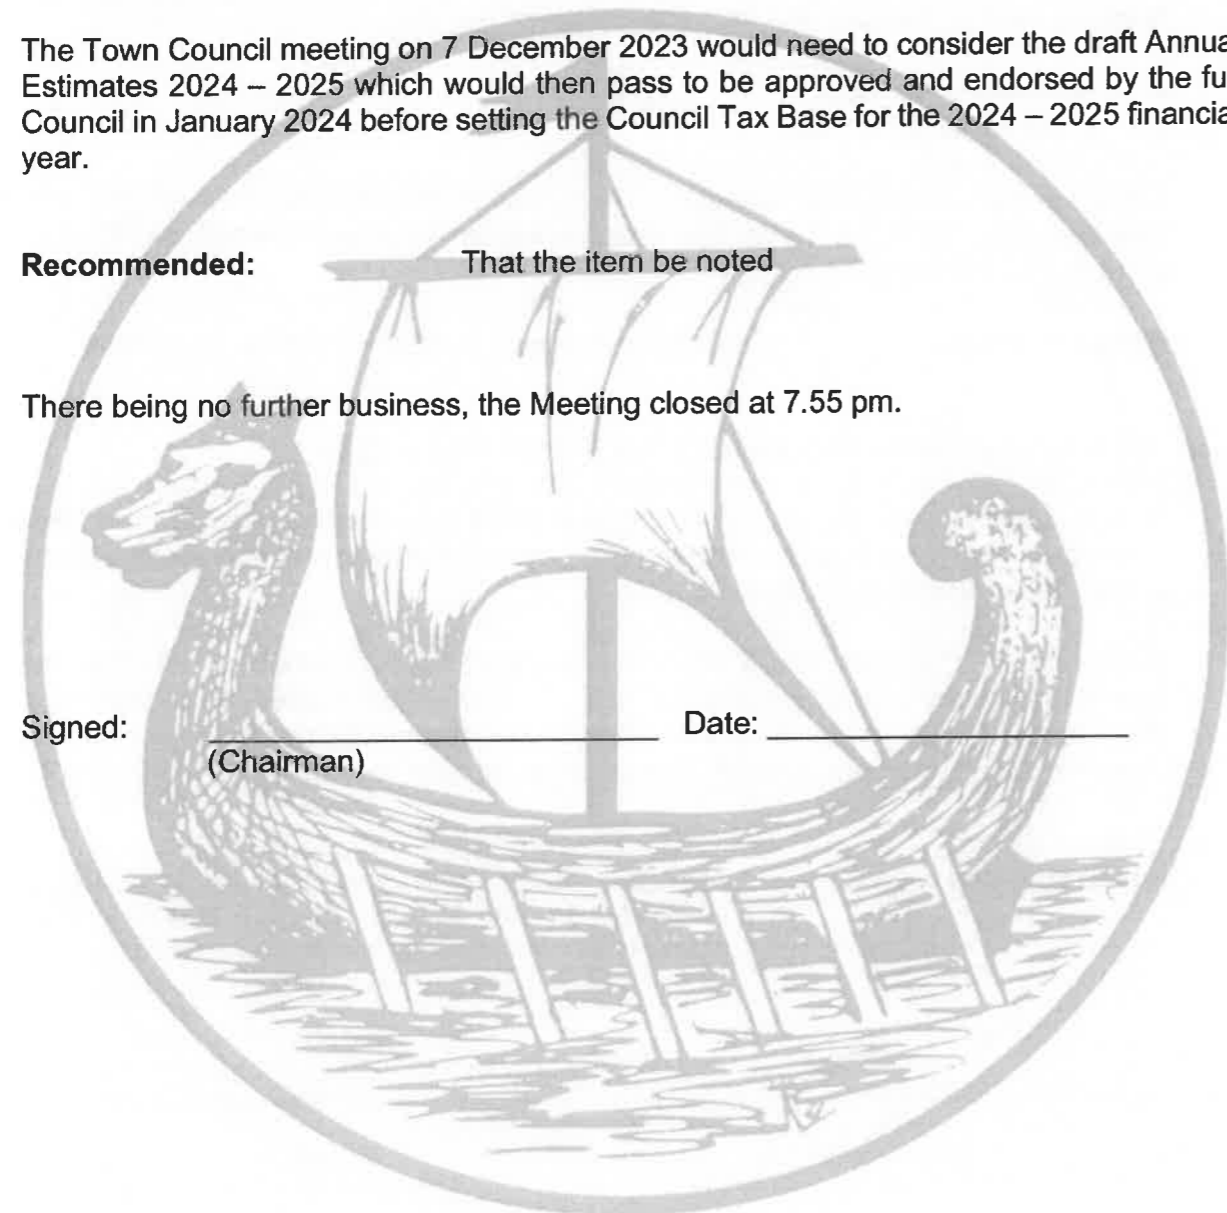 The Town Council meeting on 7 December 2023 would need to consider the draft Annua
Estimates 2024 – 2025 which would then pass to be approved and endorsed by the fu
Council in January 2024 before setting the Council Tax Base for the 2024 – 2025 financia
year.
Recommended: That the item be noted
There being no further business, the Meeting closed at 7.55 pm.
Signed: Date:
(Chairman)